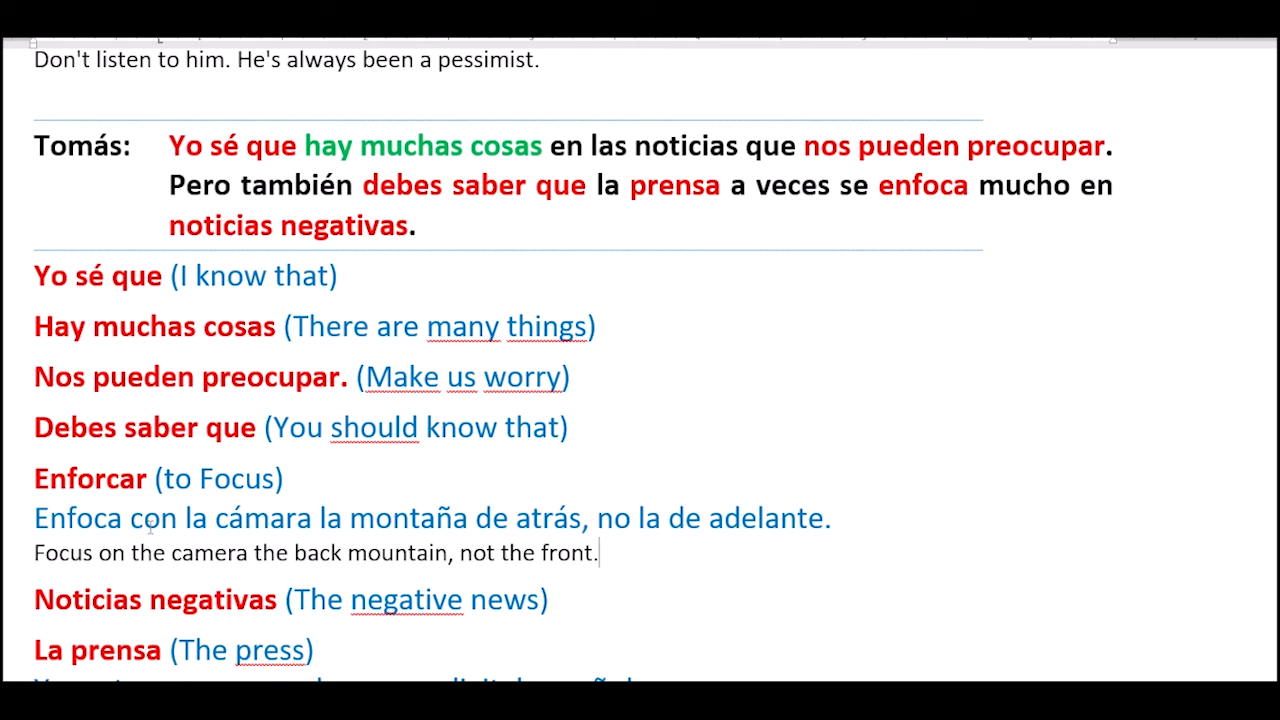 Don't listen to him. He's always been a pessimist.
Tomás: Yo sé que hay muchas cosas en las noticias que nos pueden preocupar.
Pero también debes saber que la prensa a veces se enfoca mucho en
noticias negativas.
Yo sé que (I know that)
Hay muchas cosas (There are many things)
Nos pueden preocupar. (Make us worry)
Debes saber que (You should know that)
Enforcar (to Focus)
Enfoca con la cámara la montaña de atrás, no la de adelante.
Focus on the camera the back mountain, not the front.
Noticias negativas (The negative news)
La prensa (The press)